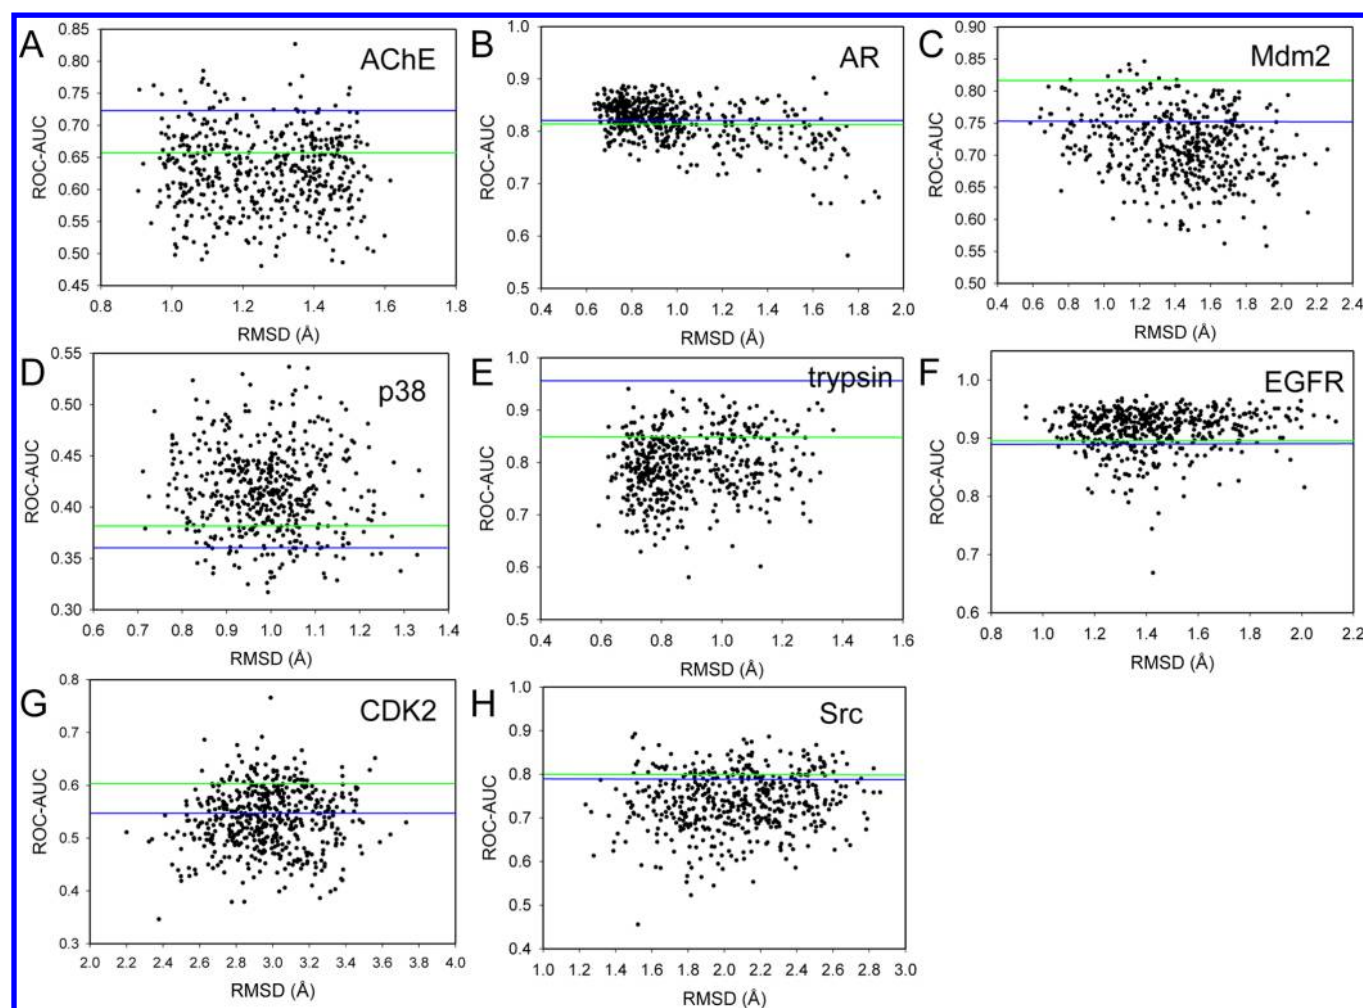 A
AChE
0.85
0.80
0.75
0.70
0.65
0.60
0.55
0.50
0.45
ROC-AUC
0.8 1.0 1.2 1.4 1.6 1.8
RMSD (Å)
B
AR
1.0
0.9
0.8
0.7
0.6
0.5
ROC-AUC
0.4 0.6 0.8 1.0 1.2 1.4 1.6 1.8 2.0
RMSD (Å)
C
Mdm2
0.90
0.85
0.80
0.75
0.70
0.65
0.60
0.55
0.50
ROC-AUC
0.4 0.6 0.8 1.0 1.2 1.4 1.6 1.8 2.0 2.2 2.4
RMSD (Å)
D
p38
0.55
0.50
0.45
0.40
0.35
0.30
ROC-AUC
0.6 0.7 0.8 0.9 1.0 1.1 1.2 1.3 1.4
RMSD (Å)
E
trypsin
1.0
0.9
0.8
0.7
0.6
0.5
ROC-AUC
0.4 0.6 0.8 1.0 1.2 1.4 1.6
RMSD (Å)
F
EGFR
1.0
0.9
0.8
0.7
0.6
ROC-AUC
0.8 1.0 1.2 1.4 1.6 1.8 2.0 2.2
RMSD (Å)
G
CDK2
0.8
0.7
0.6
0.5
0.4
0.3
ROC-AUC
2.0 2.2 2.4 2.6 2.8 3.0 3.2 3.4 3.6 3.8 4.0
RMSD (Å)
H
Src
1.0
0.9
0.8
0.7
0.6
0.5
0.4
ROC-AUC
1.0 1.2 1.4 1.6 1.8 2.0 2.2 2.4 2.6 2.8 3.0
RMSD (Å)